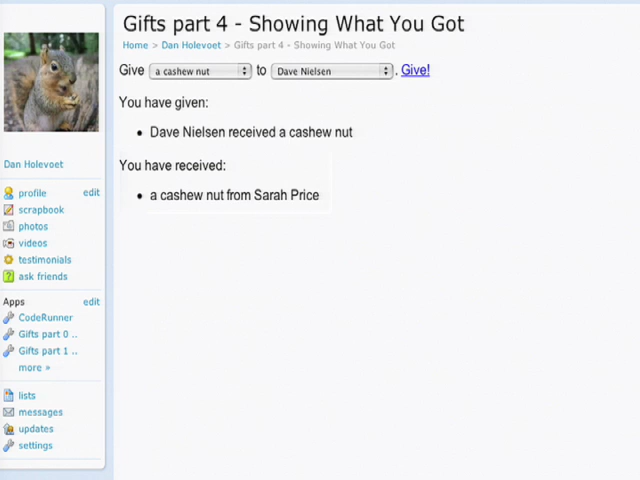 Gifts part 4 - Showing What You Got
Home > Dan Holevoet > Gifts part 4 - Showing What You Got
Give a cashew nut to Dave Nielsen . Give!
You have given:
• Dave Nielsen received a cashew nut
You have received:
• a cashew nut from Sarah Price
Dan Holevoet
profile edit
scrapbook
photos
videos
testimonials
ask friends
Apps edit
CodeRunner
Gifts part 0 ..
Gifts part 1 ..
more »
lists
messages
updates
settings